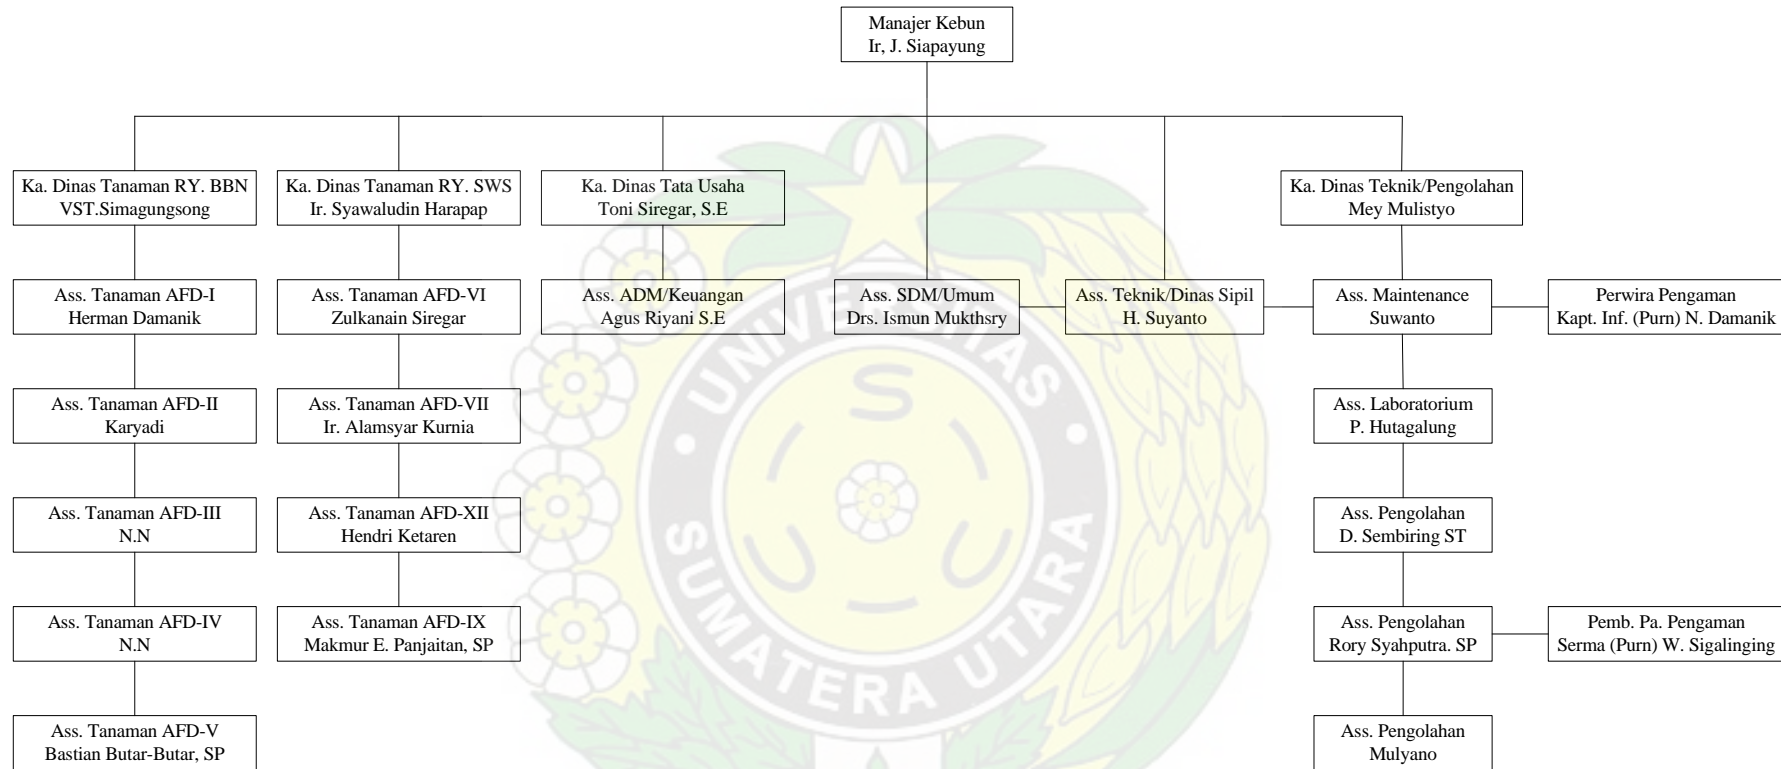 Manajer Kebun
Ir, J. Siapayung
Ka. Dinas Tanaman RY. BBN
VST.Simagungsong
Ka. Dinas Tanaman RY. SWS
Ir. Syawaludin Harapap
Ka. Dinas Tata Usaha
Toni Siregar, S.E
Ka. Dinas Teknik/Pengolahan
Mey Mulistyo
Ass. Tanaman AFD-I
Herman Damanik
Ass. Tanaman AFD-VI
Zulkanain Siregar
Ass. ADM/Keuangan
Agus Riyani S.E
Ass. SDM/Umum
Drs. Ismun Mukthsry
Ass. Teknik/Dinas Sipil
H. Suyanto
Ass. Maintenance
Suwanto
Perwira Pengaman
Kapt. Inf. (Purn) N. Damanik
Ass. Tanaman AFD-II
Karyadi
Ass. Tanaman AFD-VII
Ir. Alamsyar Kurnia
Ass. Laboratorium
P. Hutagalung
Ass. Tanaman AFD-III
N.N
Ass. Tanaman AFD-XII
Hendri Ketaren
Ass. Pengolahan
D. Sembiring ST
Ass. Tanaman AFD-IV
N.N
Ass. Tanaman AFD-IX
Makmur E. Panjaitan, SP
Ass. Pengolahan
Rory Syahputra. SP
Pemb. Pa. Pengaman
Serma (Purn) W. Sigalinging
Ass. Tanaman AFD-V
Bastian Butar-Butar, SP
Ass. Pengolahan
Mulyano
UNIVERSITAS
SUMATERA UTARA